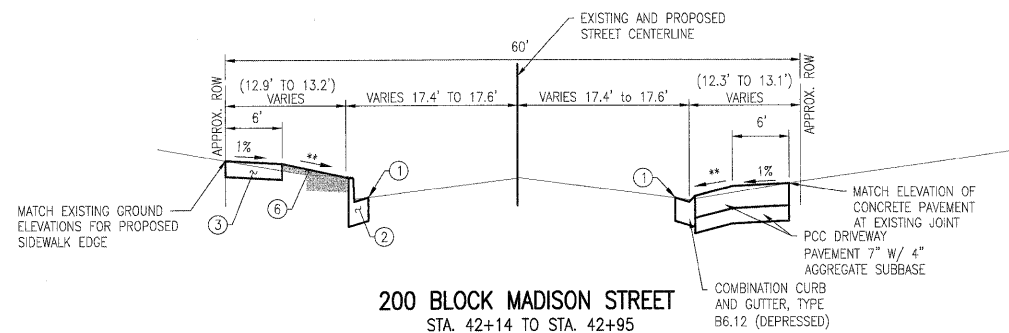 EXISTING AND PROPOSED
STREET CENTERLINE
60'
APPROX. ROW
(12.9' TO 13.2')
VARIES
VARIES 17.4' TO 17.6'
VARIES 17.4' to 17.6'
(12.3' TO 13.1')
VARIES
APPROX. ROW
6'
6'
1%
**
**
1%
1
1
MATCH EXISTING GROUND
ELEVATIONS FOR PROPOSED
SIDEWALK EDGE
3
6
2
MATCH ELEVATION OF
CONCRETE PAVEMENT
AT EXISTING JOINT
PCC DRIVEWAY
PAVEMENT 7" W/ 4"
AGGREGATE SUBBASE
COMBINATION CURB
AND GUTTER, TYPE
B6.12 (DEPRESSED)
200 BLOCK MADISON STREET
STA. 42+14 TO STA. 42+95